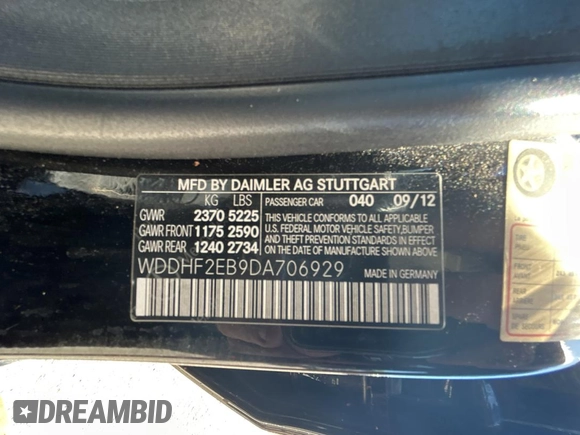 MFD BY DAIMLER AG STUTTGART
KG LBS PASSENGER CAR 040 09/12
GWR 2370 5225
GAWR FRONT 1175 2590
GAWR REAR 1240 2734
THIS VEHICLE CONFORMS TO ALL APPLICABLE
U.S. FEDERAL MOTOR VEHICLE SAFETY, BUMPER
AND THEFT PREVENTION STANDARDS IN EFFECT
ON THE DATE OF MANUFACTURE SHOWN ABOVE.
WDDHF2EB9DA706929 MADE IN GERMANY
DREAMBID
DREAMBID